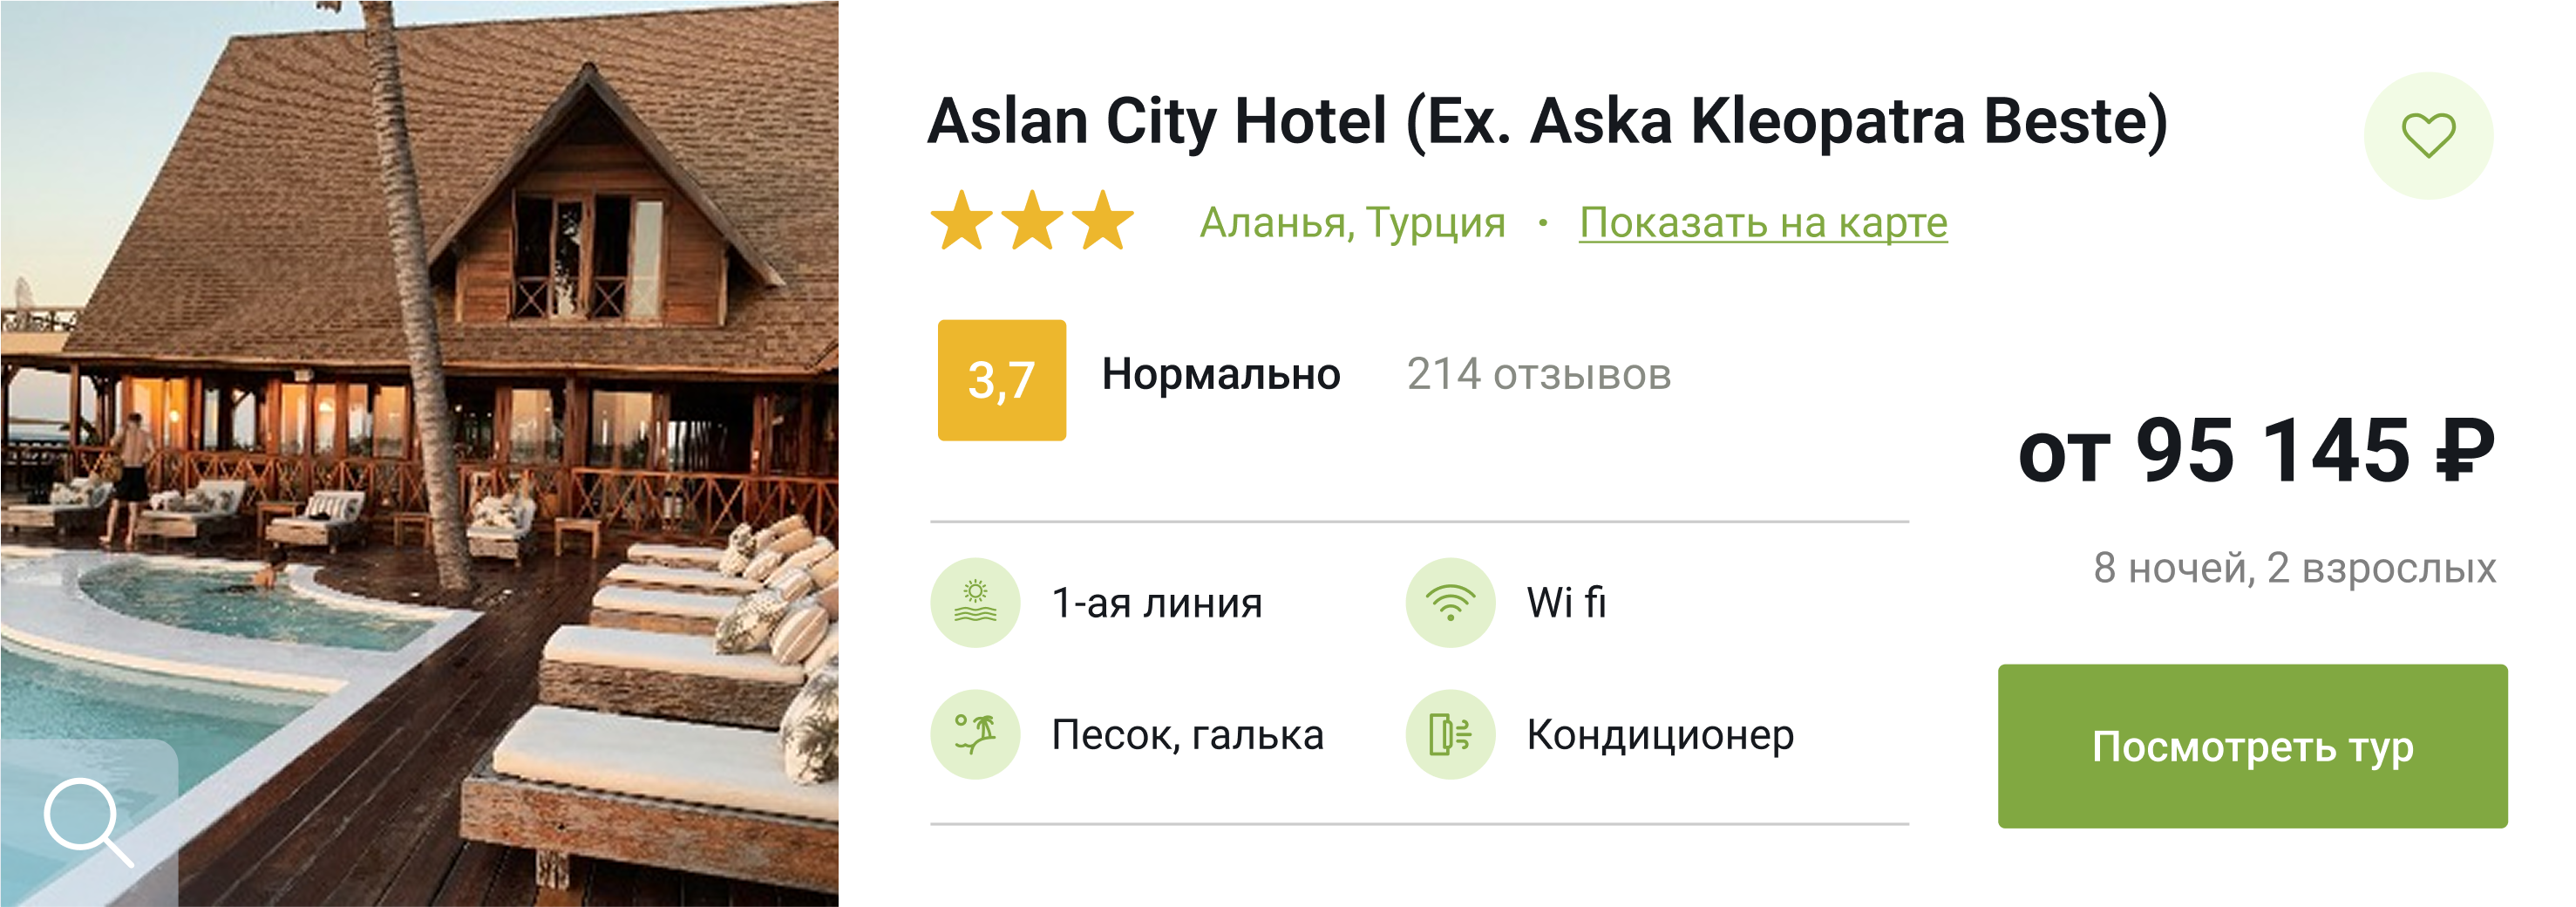 Aslan City Hotel (Ex. Aska Kleopatra Beste)
Аланья, Турция • Показать на карте
3,7 Нормально 214 отзывов
от 95 145 ₽
8 ночей, 2 взрослых
1-ая линия
Wi fi
Песок, галька
Кондиционер
Посмотреть тур